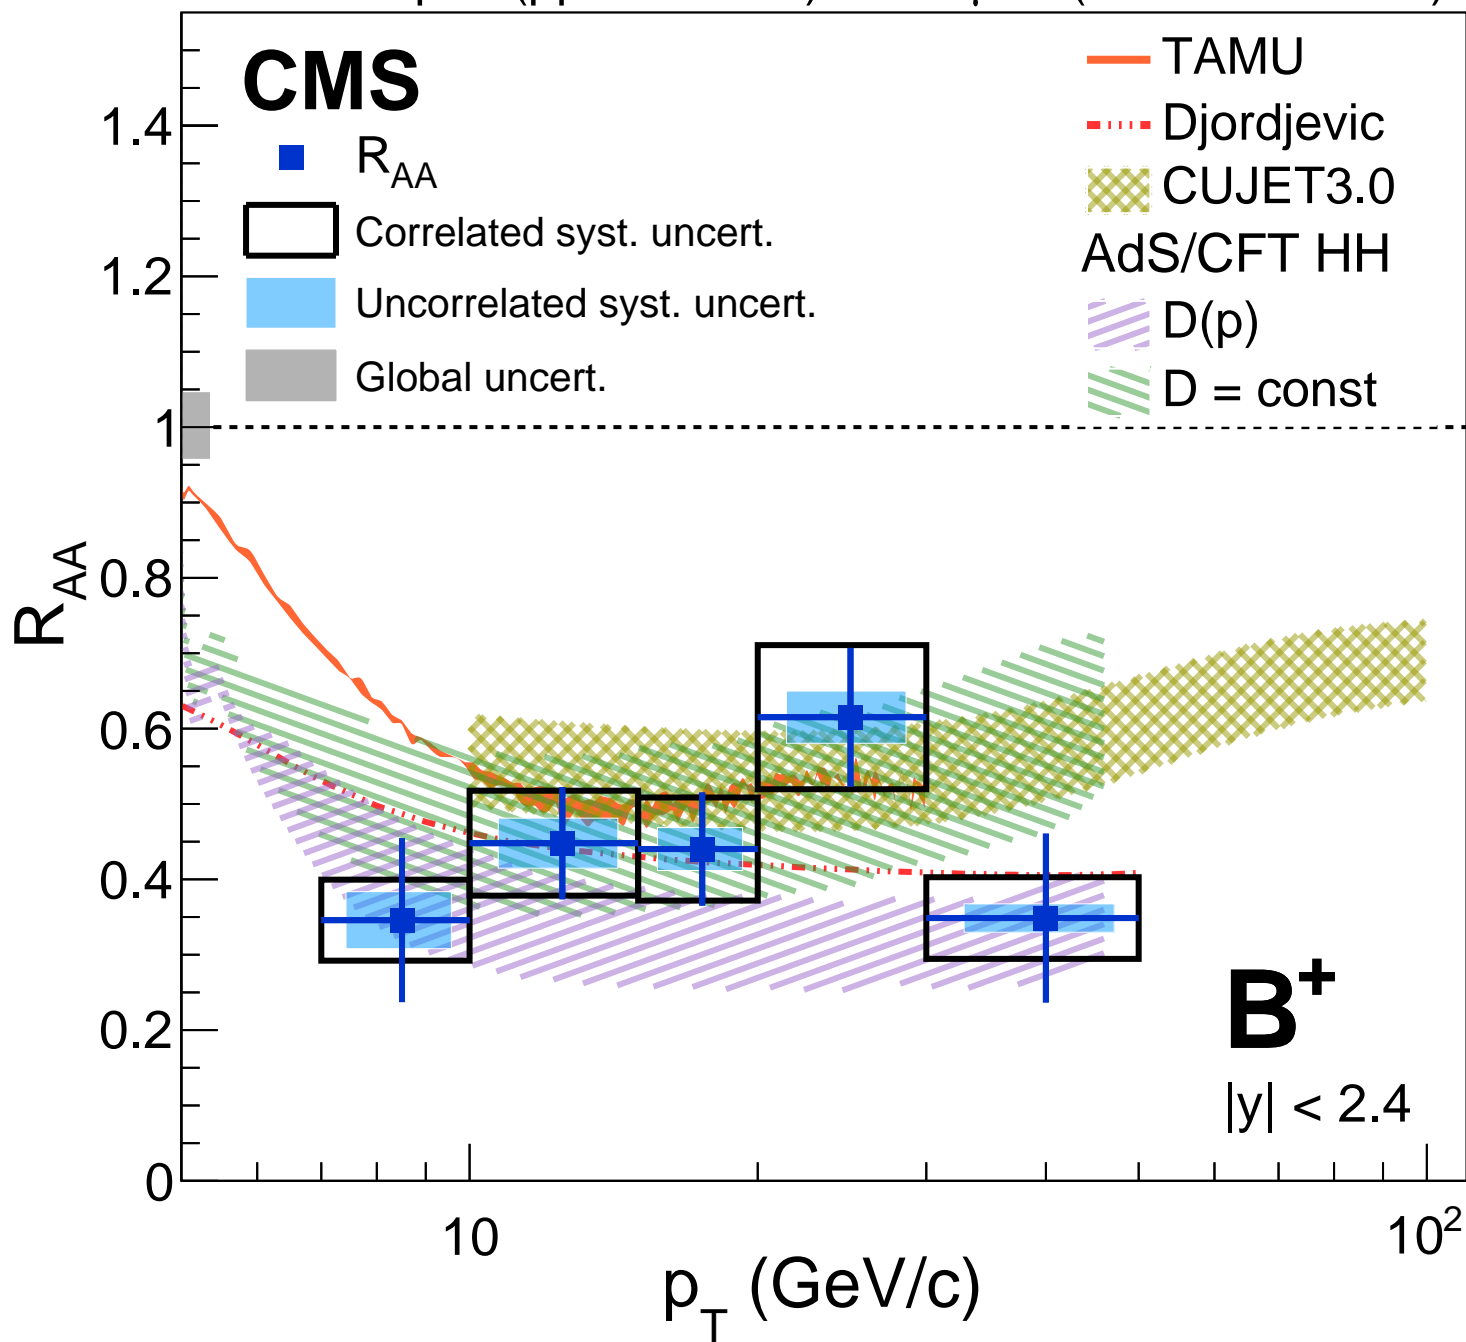 CMS
R_AA
Correlated syst. uncert.
Uncorrelated syst. uncert.
Global uncert.
TAMU
Djordjevic
CUJET3.0
AdS/CFT HH
D(p)
D = const
1.4
1.2
1
0.8
0.6
0.4
0.2
0
R_AA
B⁺
|y| < 2.4
10
10²
p_T (GeV/c)